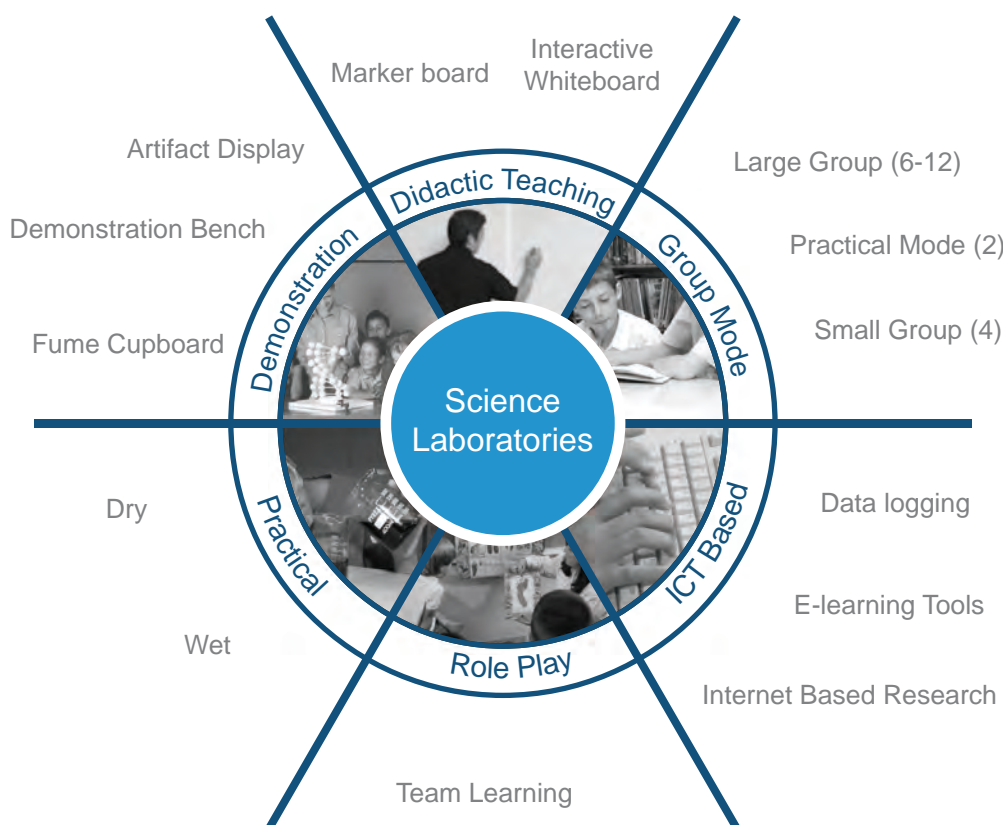 Marker board
Interactive
Whiteboard
Artifact Display
Large Group (6-12)
Didactic Teaching
Demonstration Bench
Practical Mode (2)
Demonstration
Group Mode
Fume Cupboard
Small Group (4)
Science
Laboratories
Dry
Data logging
Practical
ICT Based
E-learning Tools
Wet
Role Play
Internet Based Research
Team Learning